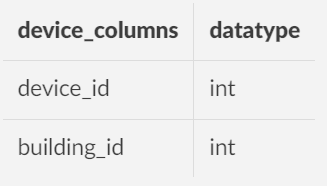 device_columns datatype
device_id int
building_id int